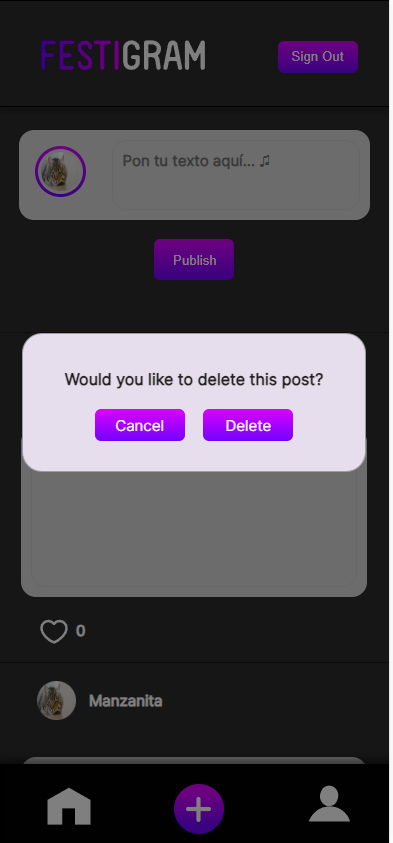 FESTIGRAM
Sign Out
Pon tu texto aquí... ♫
Publish
Would you like to delete this post?
Cancel
Delete
0
Manzanita